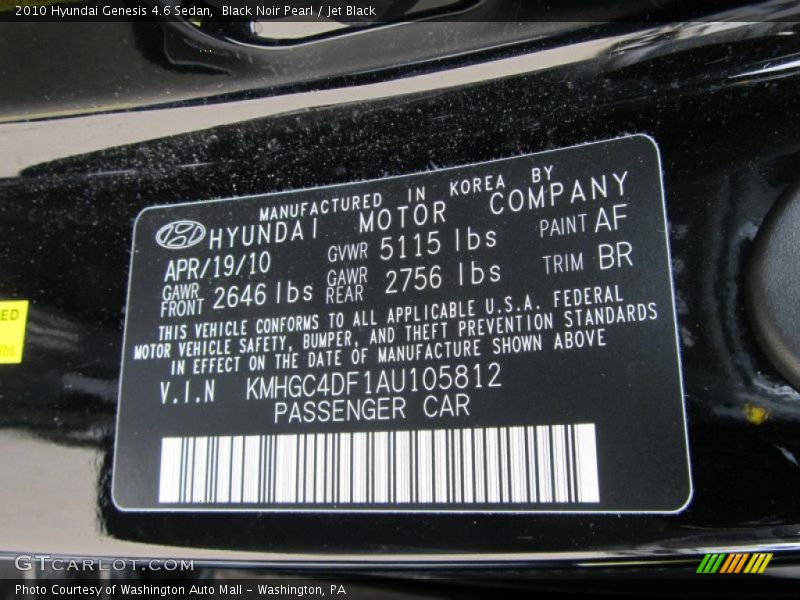 2010 Hyundai Genesis 4.6 Sedan, Black Noir Pearl / Jet Black
MANUFACTURED IN KOREA BY
HYUNDAI MOTOR COMPANY
APR/19/10 GVWR 5115 lbs PAINT AF
GAWR FRONT 2646 lbs GAWR REAR 2756 lbs TRIM BR
THIS VEHICLE CONFORMS TO ALL APPLICABLE U.S.A. FEDERAL
MOTOR VEHICLE SAFETY, BUMPER, AND THEFT PREVENTION STANDARDS
IN EFFECT ON THE DATE OF MANUFACTURE SHOWN ABOVE
V.I.N KMHGC4DF1AU105812
PASSENGER CAR
ED
lbs
GTCARLOT.COM
Photo Courtesy of Washington Auto Mall - Washington, PA